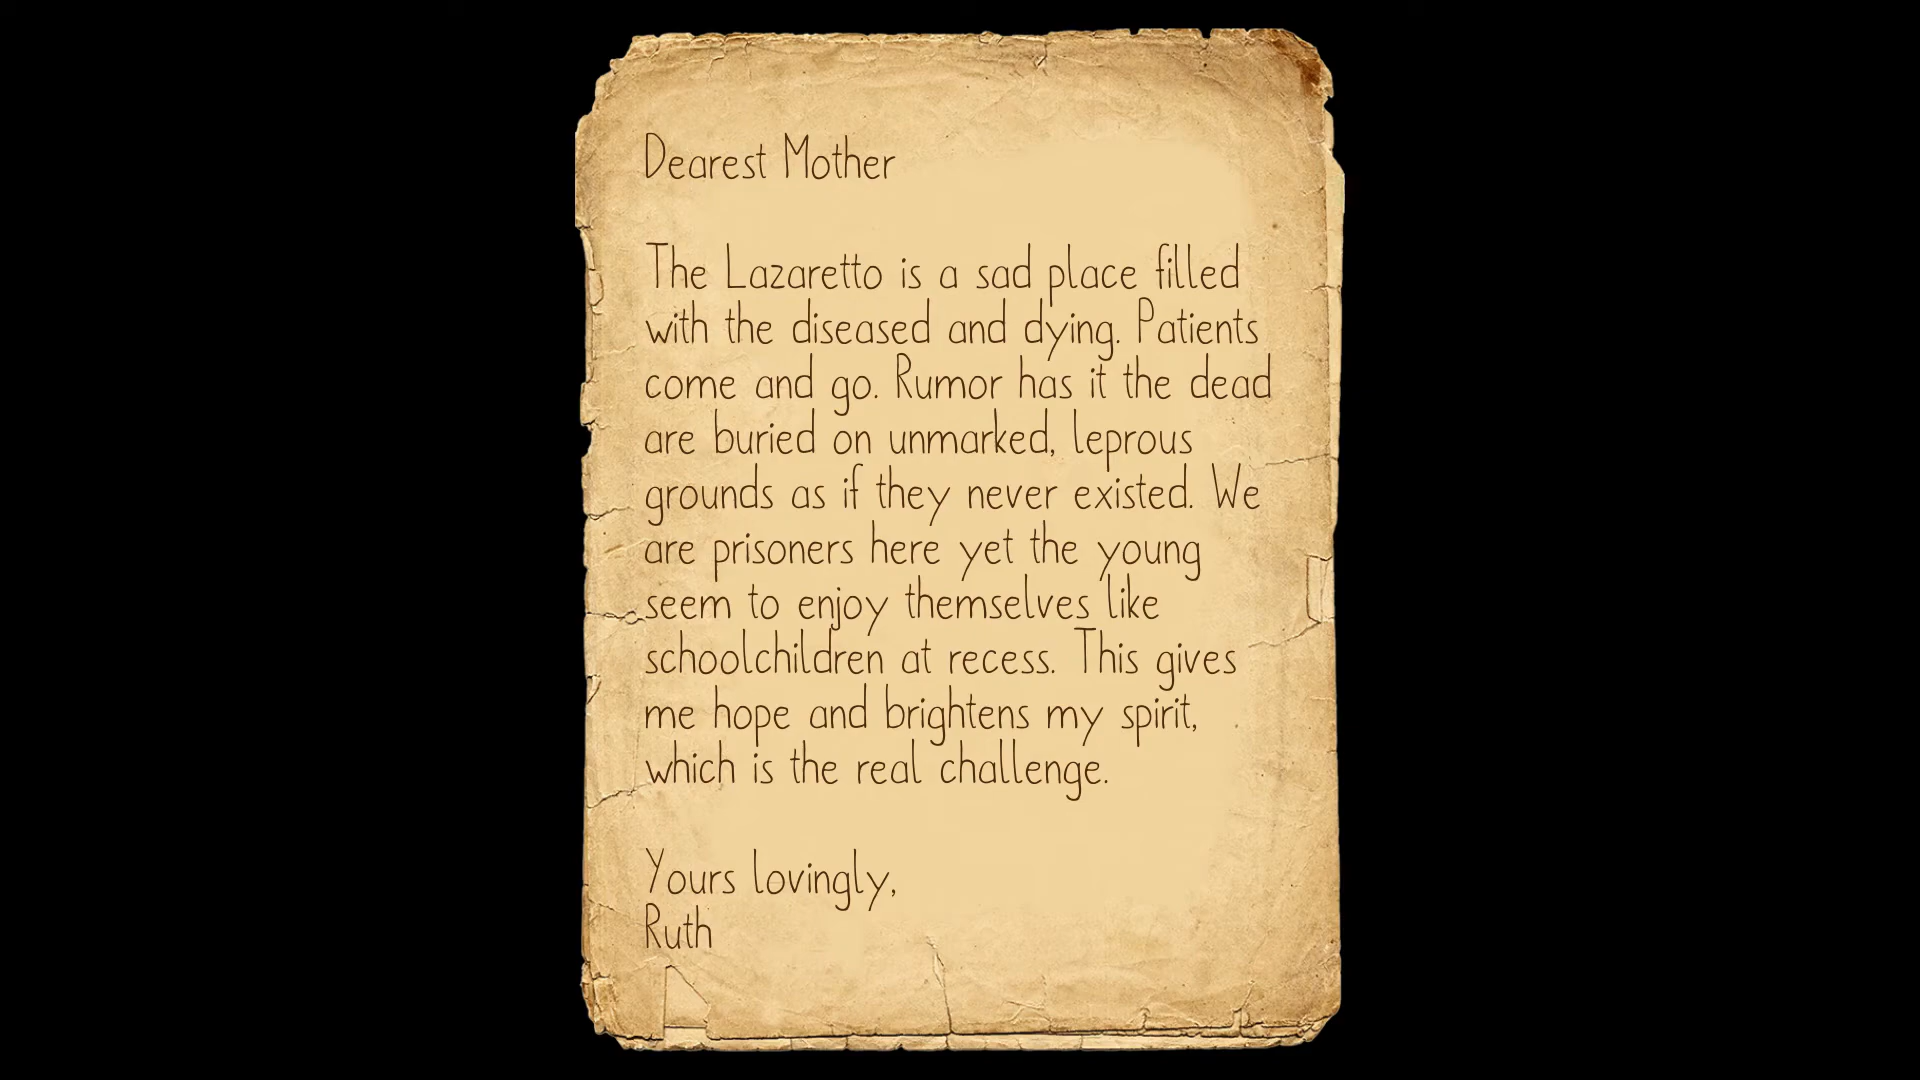 Dearest Mother
The Lazaretto is a sad place filled
with the diseased and dying. Patients
come and go. Rumor has it the dead
are buried on unmarked, leprous
grounds as if they never existed. We
are prisoners here yet the young
seem to enjoy themselves like
schoolchildren at recess. This gives
me hope and brightens my spirit,
which is the real challenge.
Yours lovingly,
Ruth